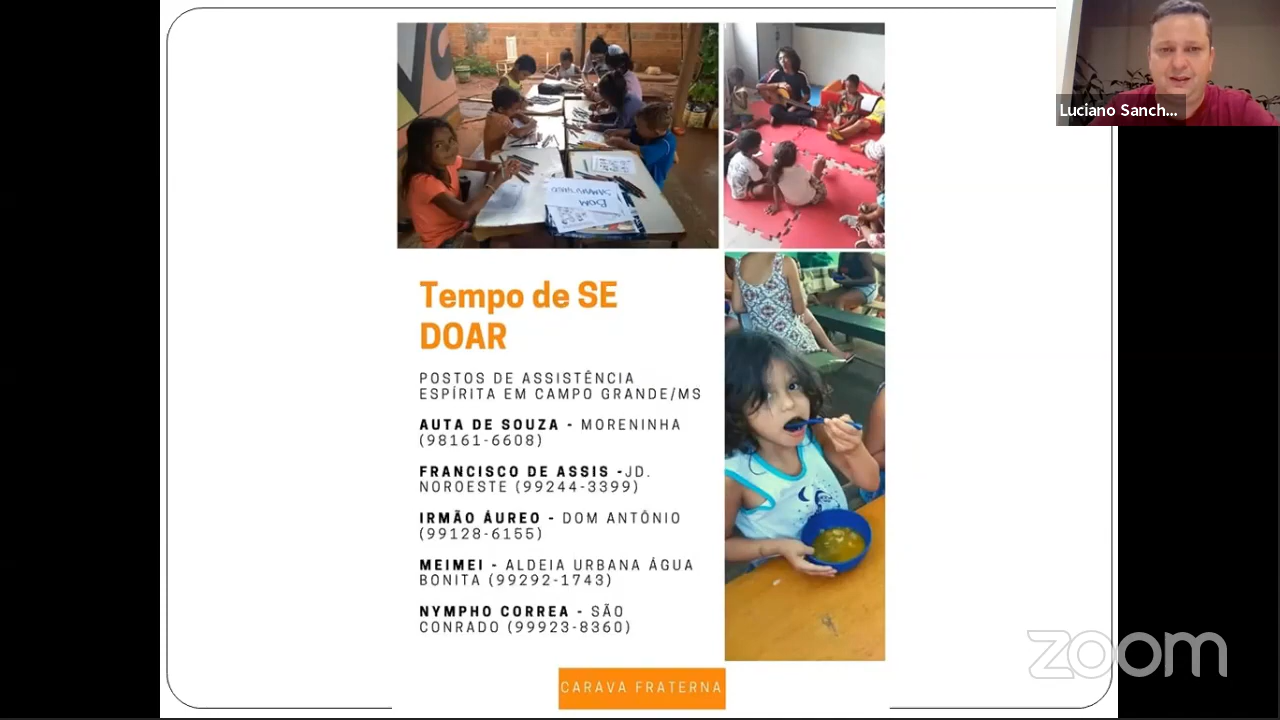 Luciano Sanch...
BOM
SAMARITANO
Tempo de SE
DOAR
POSTOS DE ASSISTÊNCIA
ESPÍRITA EM CAMPO GRANDE/MS
AUTA DE SOUZA - MORENINHA
(98161-6608)
FRANCISCO DE ASSIS -JD.
NOROESTE (99244-3399)
IRMÃO ÁUREO - DOM ANTÔNIO
(99128-6155)
MEIMEI - ALDEIA URBANA ÁGUA
BONITA (99292-1743)
NYMPHO CORREA - SÃO
CONRADO (99923-8360)
CARAVA FRATERNA
zoom